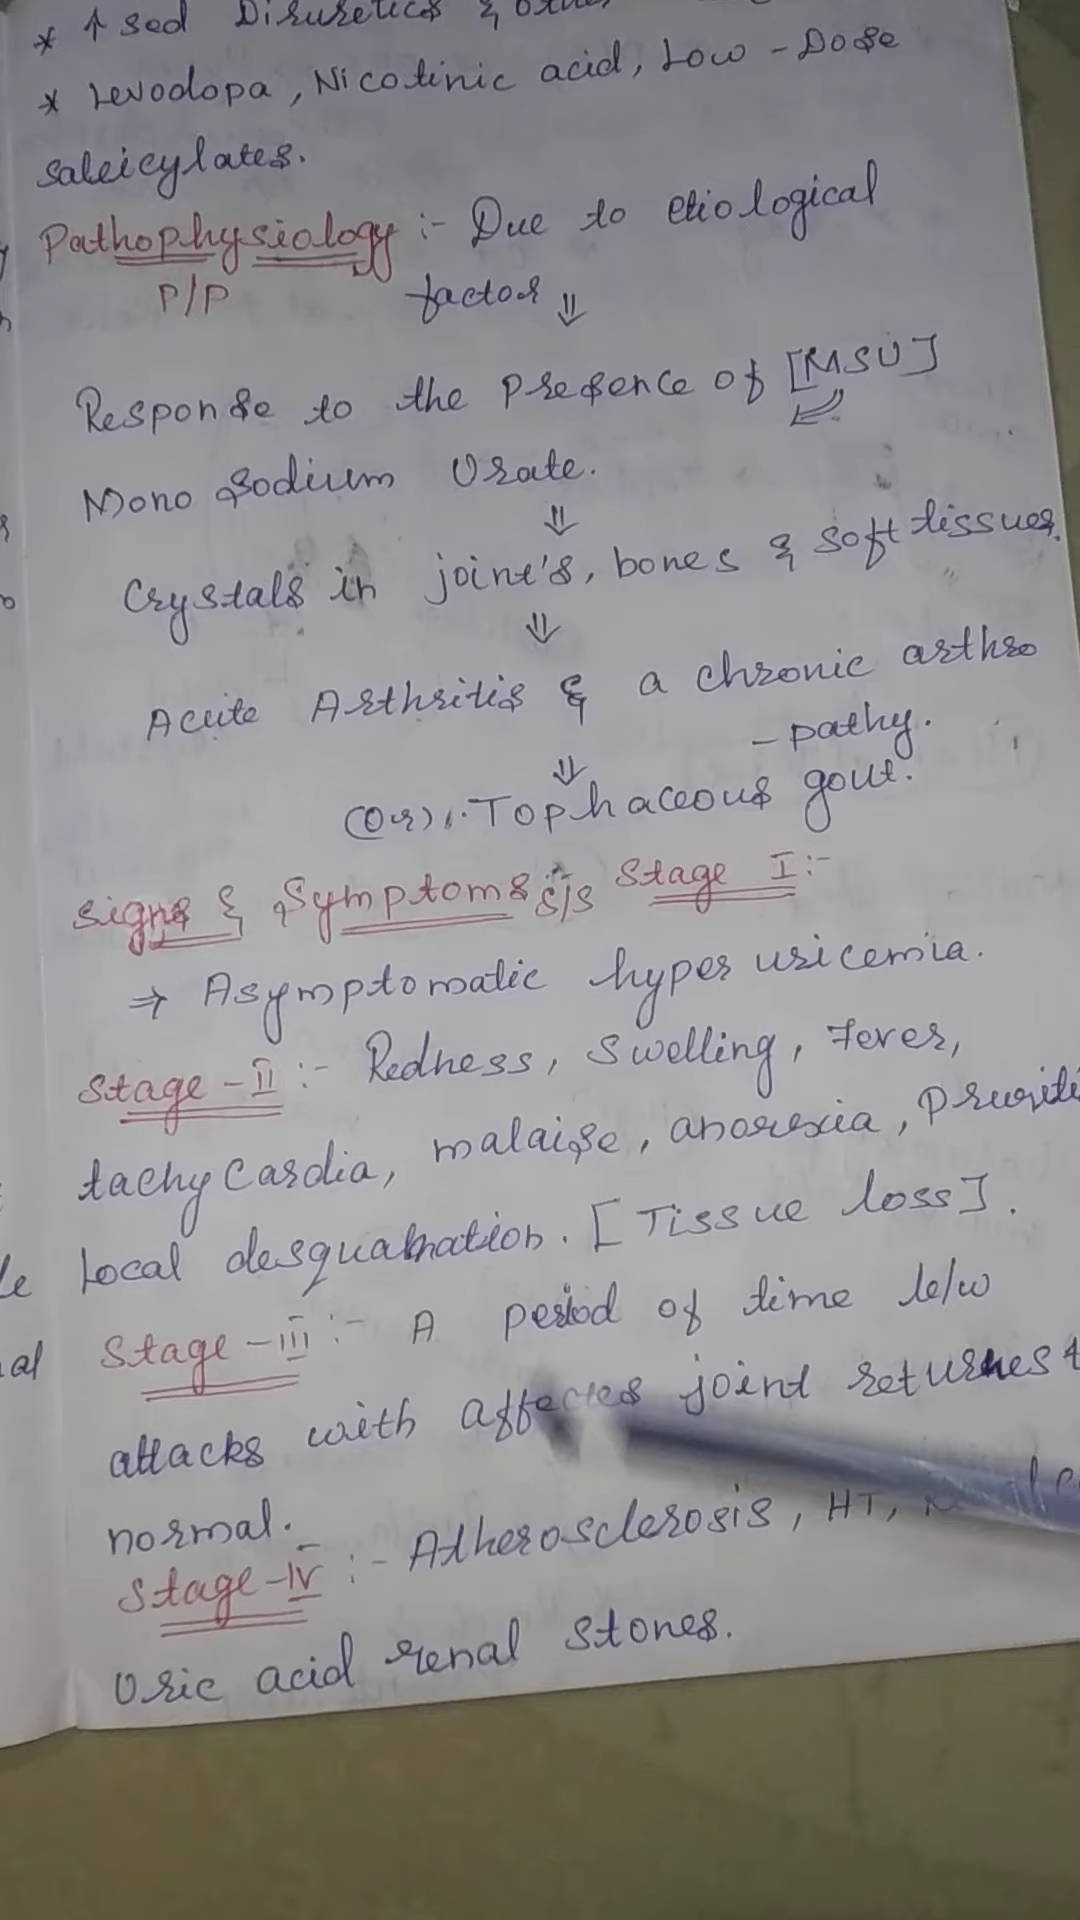 * ↑sed Diruretics &
* Levodopa, Nicotinic acid, Low - Dose
saleicylates.
Pathophysiology :- Due to etiological
P/P factor ⇓
Response to the presence of [MSU]
Mono sodium Urate.
⇓
Crystals in joint's, bones & soft tissues.
⇓
Acute Arthritis & a chronic arthro
- pathy.
⇓
(Or) Tophaceous gout.
Signs & Symptoms S/S Stage I :-
⇒ Asymptomatic hyper uricemia.
Stage - II :- Redness, Swelling, Fever,
tachycardia, malaise, anorexia,
Local desquamation. [Tissue loss].
Stage - III :- A period of time b/w
attacks with affectes joint returnes
normal.
Stage - IV :- Atherosclerosis, HT,
Uric acid renal stones.